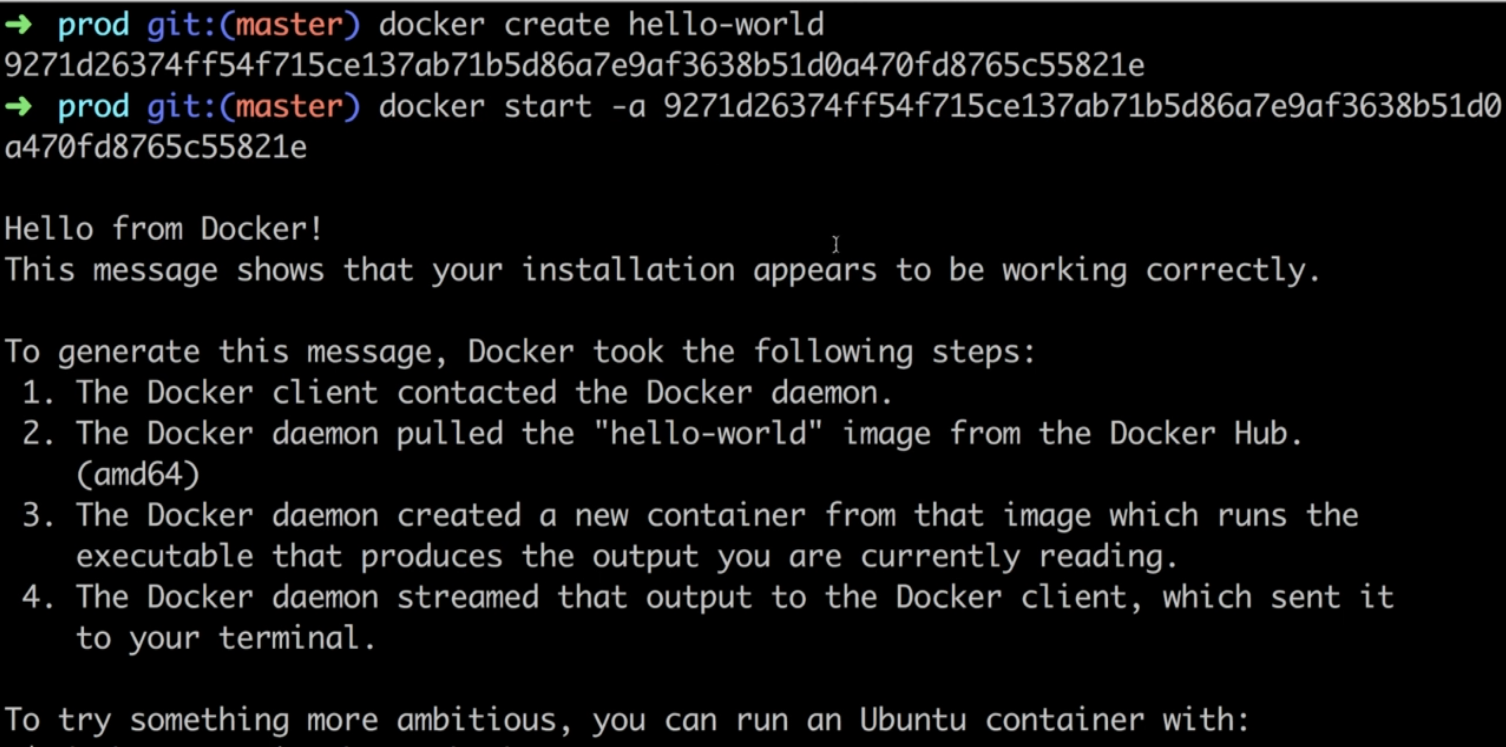 ➜  prod git:(master) docker create hello-world
9271d26374ff54f715ce137ab71b5d86a7e9af3638b51d0a470fd8765c55821e
➜  prod git:(master) docker start -a 9271d26374ff54f715ce137ab71b5d86a7e9af3638b51d0
a470fd8765c55821e

Hello from Docker!
This message shows that your installation appears to be working correctly.

To generate this message, Docker took the following steps:
 1. The Docker client contacted the Docker daemon.
 2. The Docker daemon pulled the "hello-world" image from the Docker Hub.
    (amd64)
 3. The Docker daemon created a new container from that image which runs the
    executable that produces the output you are currently reading.
 4. The Docker daemon streamed that output to the Docker client, which sent it
    to your terminal.

To try something more ambitious, you can run an Ubuntu container with: